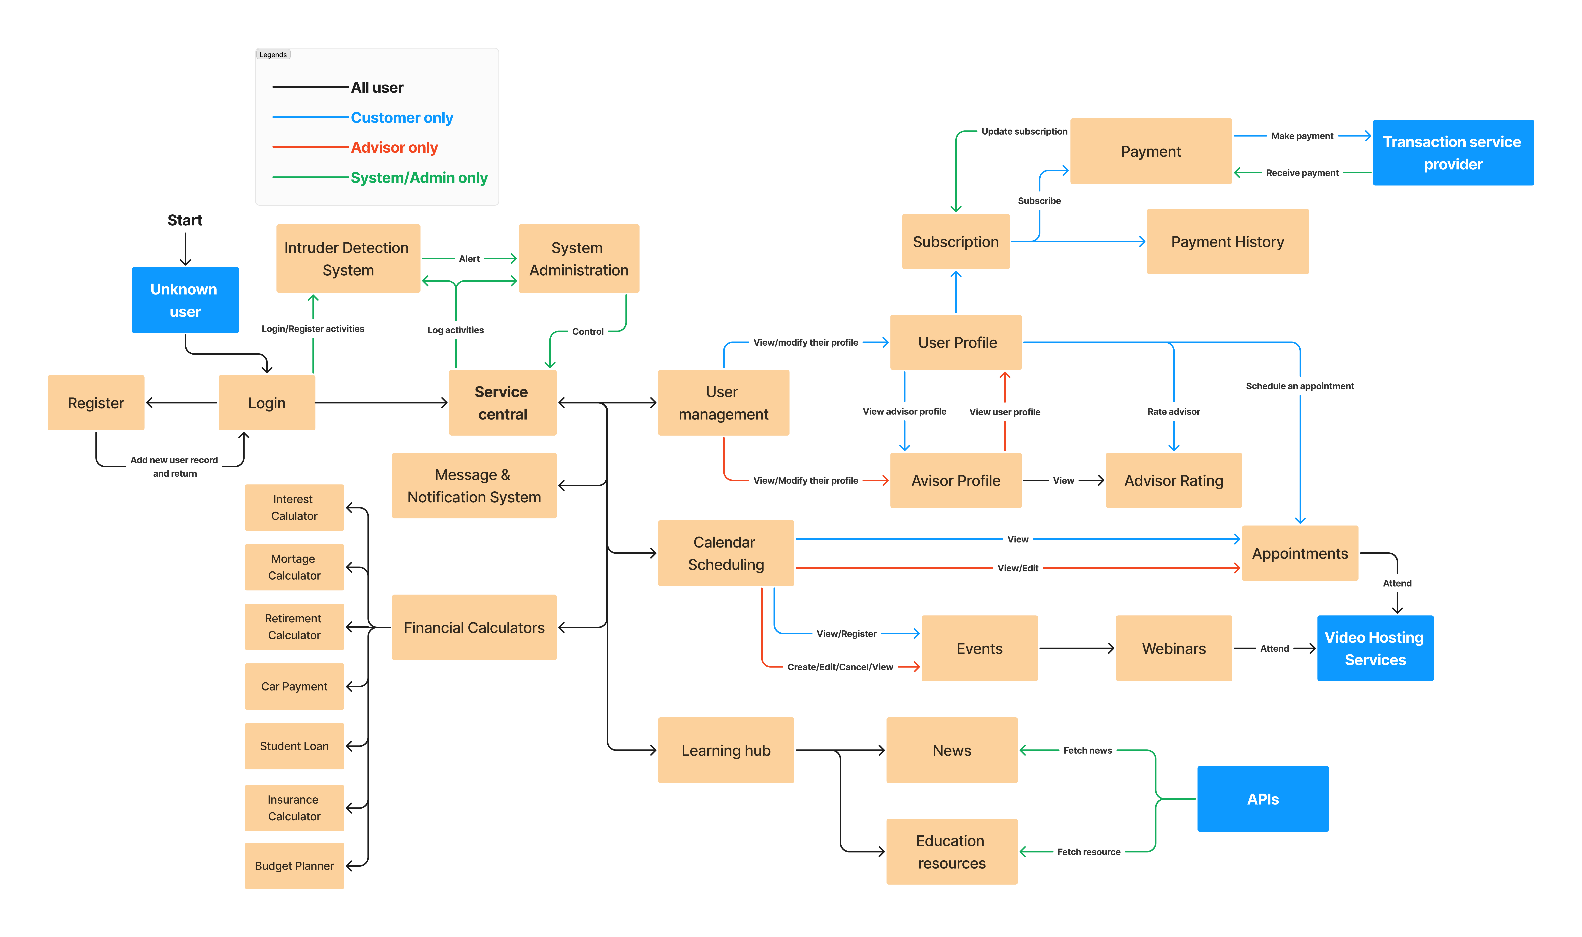 Legends
All user
Customer only
Advisor only
System/Admin only
Start
Unknown
user
Register
Login
Add new user record
and return
Login/Register activities
Intruder Detection
System
Alert
System
Administration
Log activities
Control
Service
central
Message &
Notification System
Financial Calculators
Interest
Calulator
Mortage
Calculator
Retirement
Calculator
Car Payment
Student Loan
Insurance
Calculator
Budget Planner
User
management
View/modify their profile
View/Modify their profile
User Profile
View advisor profile
View user profile
Avisor Profile
View
Advisor Rating
Rate advisor
Schedule an appointment
Subscription
Update subscription
Subscribe
Payment
Make payment
Receive payment
Transaction service
provider
Payment History
Calendar
Scheduling
View
View/Edit
Appointments
Attend
View/Register
Create/Edit/Cancel/View
Events
Webinars
Attend
Video Hosting
Services
Learning hub
News
Fetch news
Education
resources
Fetch resource
APIs